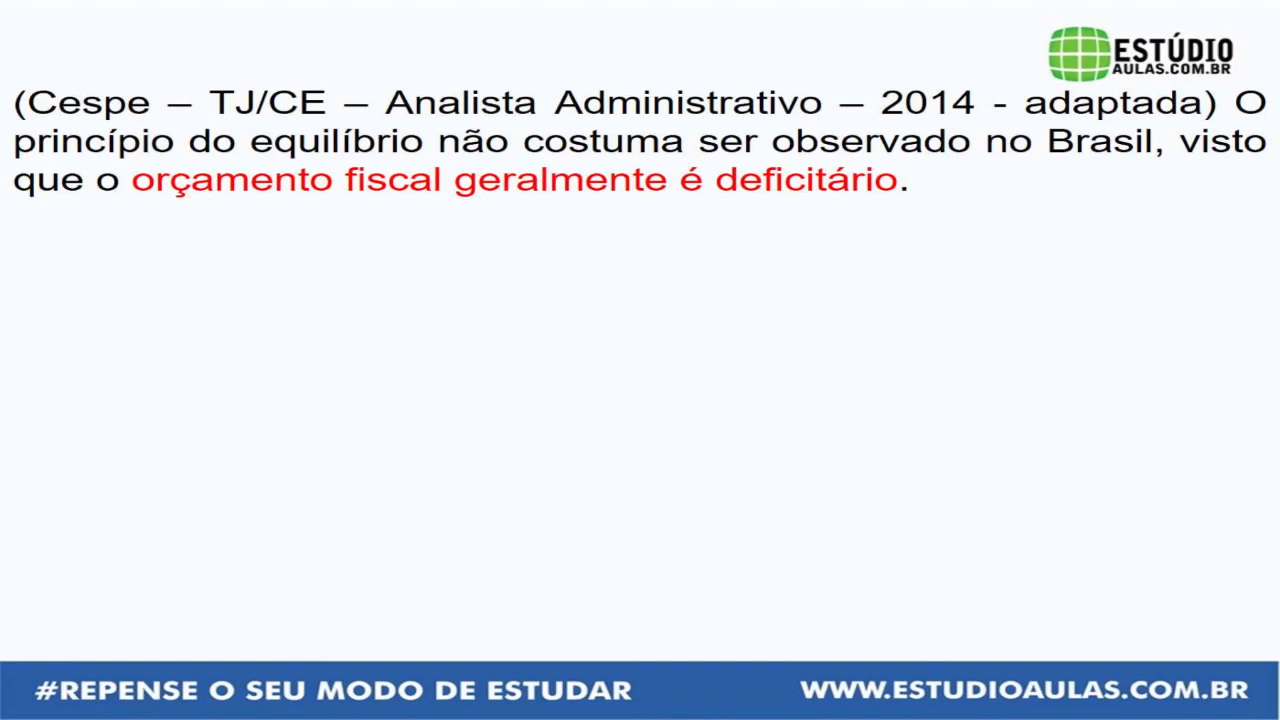 ESTÚDIO
AULAS.COM.BR
(Cespe – TJ/CE – Analista Administrativo – 2014 - adaptada) O
princípio do equilíbrio não costuma ser observado no Brasil, visto
que o orçamento fiscal geralmente é deficitário.
#REPENSE O SEU MODO DE ESTUDAR
WWW.ESTUDIOAULAS.COM.BR